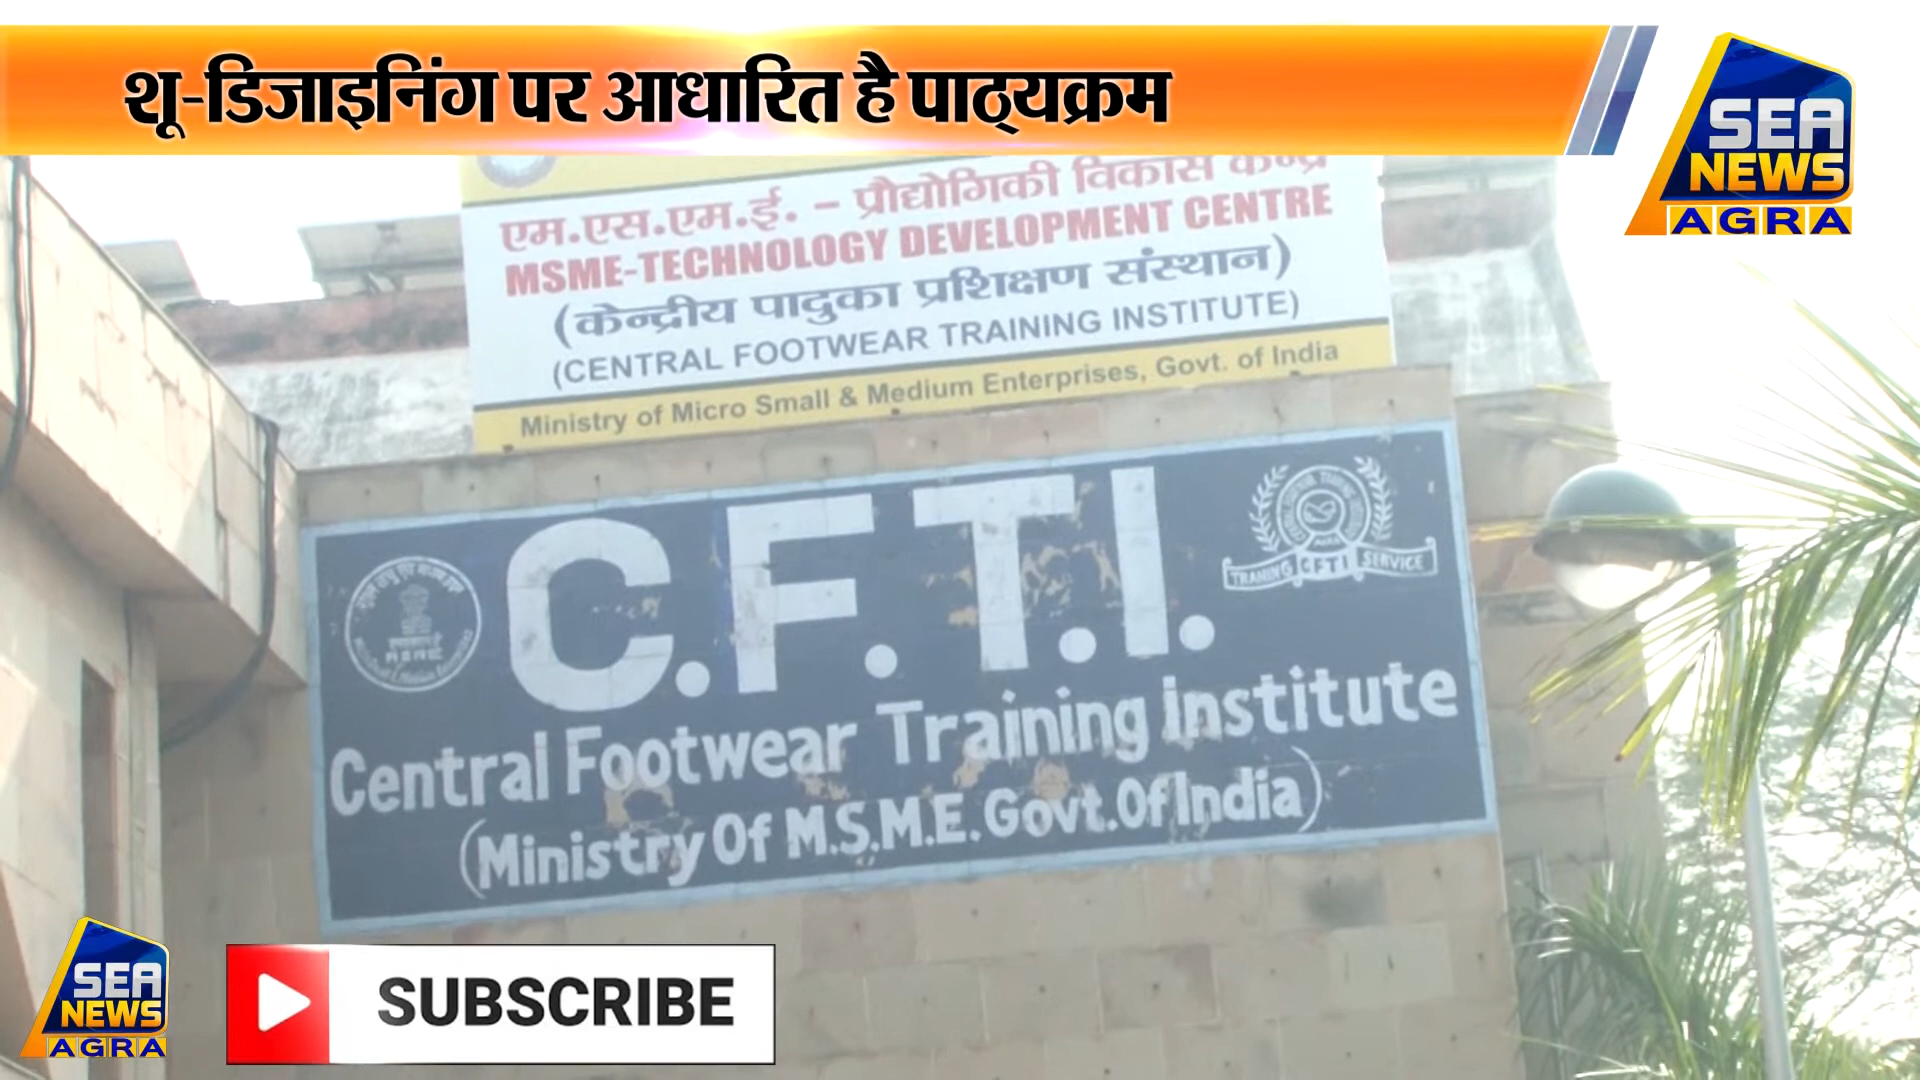 शू-डिजाइनिंग पर आधारित है पाठ्यक्रम
SEA
NEWS
AGRA
एम.एस.एम.ई. - प्रौद्योगिकी विकास केन्द्र
MSME-TECHNOLOGY DEVELOPMENT CENTRE
(केन्द्रीय पादुका प्रशिक्षण संस्थान)
(CENTRAL FOOTWEAR TRAINING INSTITUTE)
Ministry of Micro Small & Medium Enterprises, Govt. of India
C.F.T.I.
TRANING CFTI SERVICE
Central Footwear Training institute
(Ministry Of M.S.M.E. Govt.Of India)
SEA
NEWS
AGRA
SUBSCRIBE